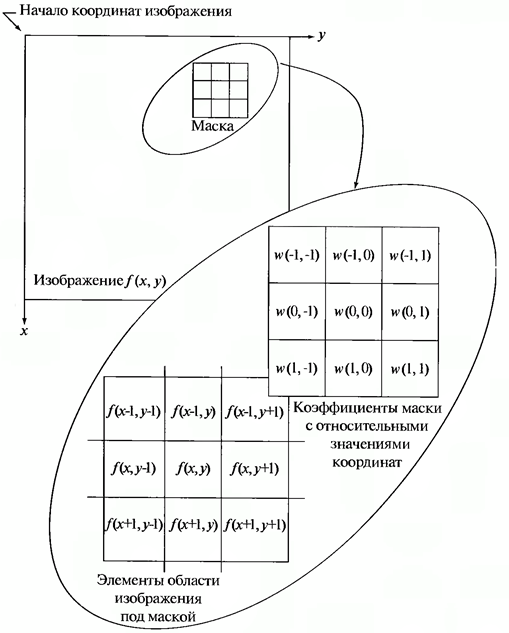 Начало координат изображения
y
Маска
Изображение f(x, y)
x
w(-1,-1) w(-1,0) w(-1,1)
w(0,-1) w(0,0) w(0,1)
w(1,-1) w(1,0) w(1,1)
Коэффициенты маски
с относительными
значениями
координат
f(x-1,y-1) f(x-1,y) f(x-1,y+1)
f(x,y-1) f(x,y) f(x,y+1)
f(x+1,y-1) f(x+1,y) f(x+1,y+1)
Элементы области
изображения
под маской